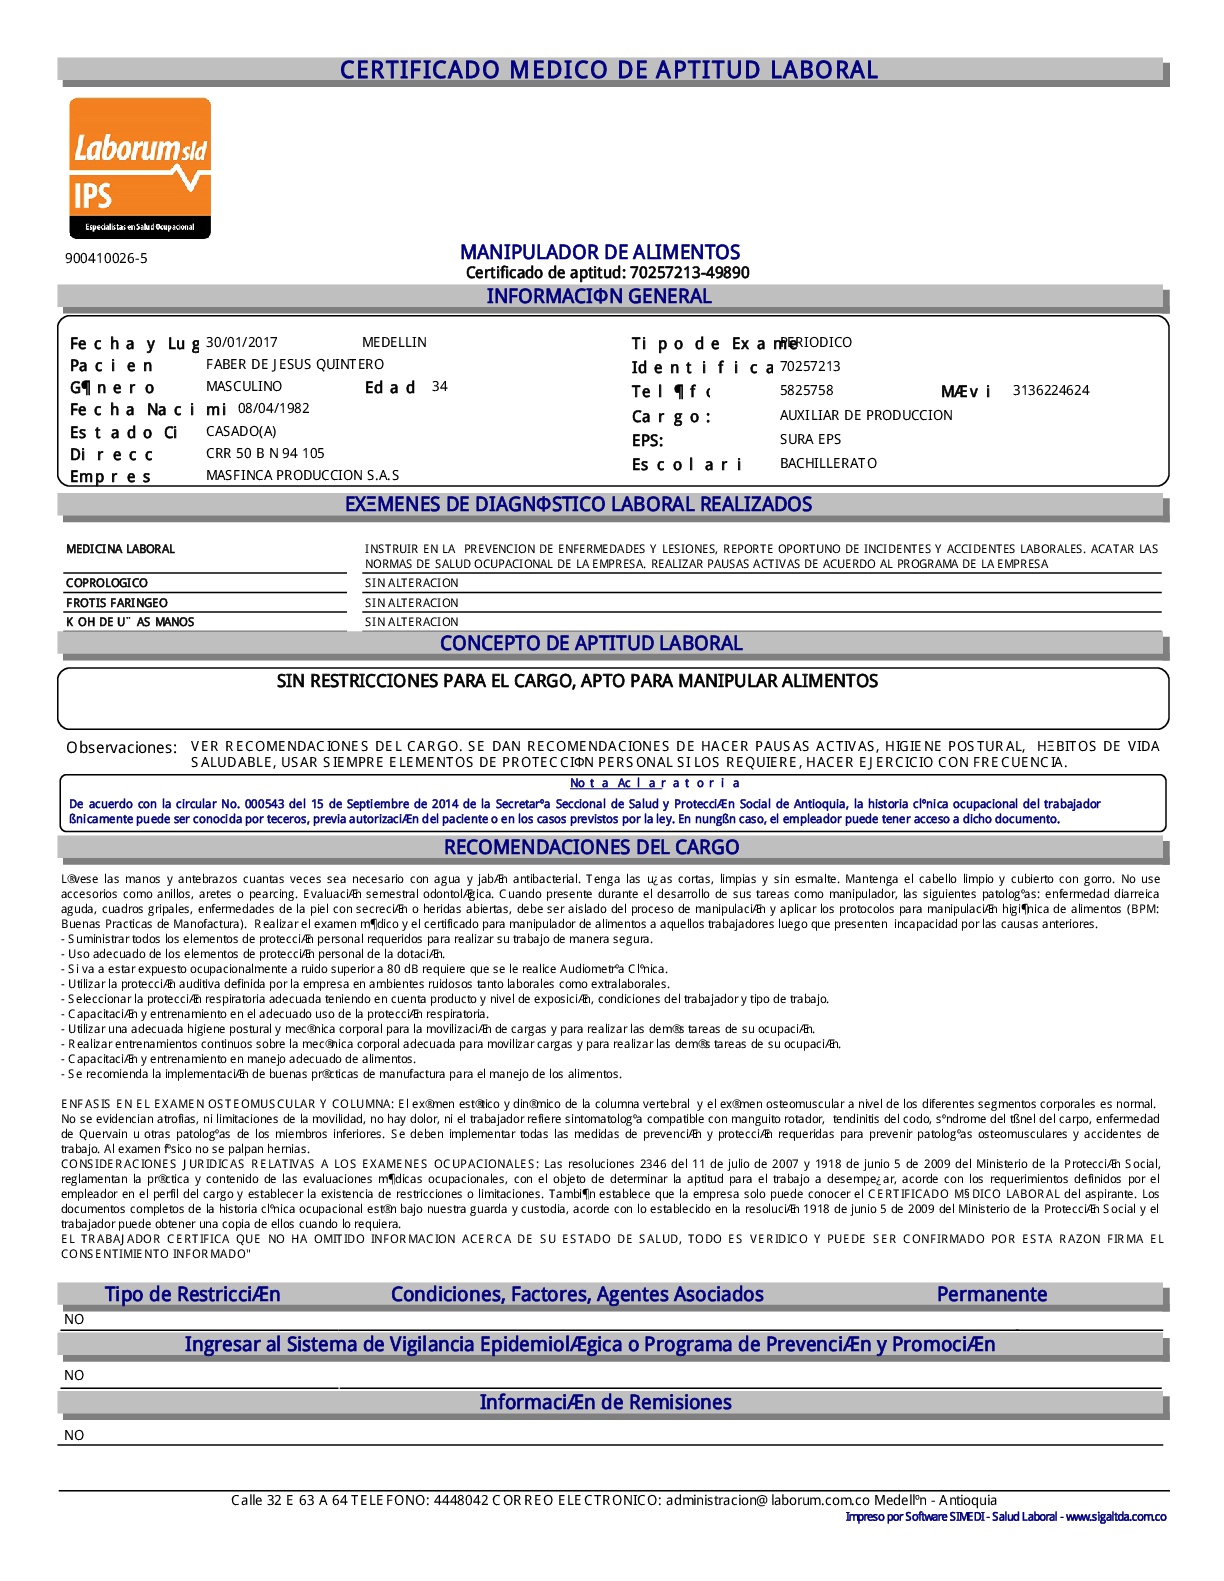 CERTIFICADO MEDICO DE APTITUD LABORAL
Laborum sld
IPS
Especialistas en Salud Ocupacional
900410026-5
MANIPULADOR DE ALIMENTOS
Certificado de aptitud: 70257213-49890
INFORMACIΦN GENERAL
Fecha y Lug 30/01/2017 MEDELLIN Tipo de Exame PERIODICO
Pacien FABER DE JESUS QUINTERO Identifica 70257213
G¶nero MASCULINO Edad 34 Tel¶fc 5825758 MÆvi 3136224624
Fecha Nacimi 08/04/1982 Cargo: AUXILIAR DE PRODUCCION
Estado Ci CASADO(A) EPS: SURA EPS
Direcc CRR 50 B N 94 105 Escolari BACHILLERATO
Empres MASFINCA PRODUCCION S.A.S
EXΞMENES DE DIAGNΦSTICO LABORAL REALIZADOS
MEDICINA LABORAL INSTRUIR EN LA PREVENCION DE ENFERMEDADES Y LESIONES, REPORTE OPORTUNO DE INCIDENTES Y ACCIDENTES LABORALES. ACATAR LAS
NORMAS DE SALUD OCUPACIONAL DE LA EMPRESA. REALIZAR PAUSAS ACTIVAS DE ACUERDO AL PROGRAMA DE LA EMPRESA
COPROLOGICO SIN ALTERACION
FROTIS FARINGEO SIN ALTERACION
KOH DE U¨AS MANOS SIN ALTERACION
CONCEPTO DE APTITUD LABORAL
SIN RESTRICCIONES PARA EL CARGO, APTO PARA MANIPULAR ALIMENTOS
Observaciones: VER RECOMENDACIONES DEL CARGO. SE DAN RECOMENDACIONES DE HACER PAUSAS ACTIVAS, HIGIENE POSTURAL, HΞBITOS DE VIDA
SALUDABLE, USAR SIEMPRE ELEMENTOS DE PROTECCIΦN PERSONAL SI LOS REQUIERE, HACER EJERCICIO CON FRECUENCIA.
Nota Aclaratoria
De acuerdo con la circular No. 000543 del 15 de Septiembre de 2014 de la Secretarºa Seccional de Salud y ProtecciÆn Social de Antioquia, la historia clºnica ocupacional del trabajador
ßnicamente puede ser conocida por teceros, previa autorizaciÆn del paciente o en los casos previstos por la ley. En nungßn caso, el empleador puede tener acceso a dicho documento.
RECOMENDACIONES DEL CARGO
L®vese las manos y antebrazos cuantas veces sea necesario con agua y jabÆn antibacterial. Tenga las u¿as cortas, limpias y sin esmalte. Mantenga el cabello limpio y cubierto con gorro. No use
accesorios como anillos, aretes o pearcing. EvaluaciÆn semestral odontolÆgica. Cuando presente durante el desarrollo de sus tareas como manipulador, las siguientes patologºas: enfermedad diarreica
aguda, cuadros gripales, enfermedades de la piel con secreciÆn o heridas abiertas, debe ser aislado del proceso de manipulaciÆn y aplicar los protocolos para manipulaciÆn higi¶nica de alimentos (BPM:
Buenas Practicas de Manofactura). Realizar el examen m¶dico y el certificado para manipulador de alimentos a aquellos trabajadores luego que presenten incapacidad por las causas anteriores.
- Suministrar todos los elementos de protecciÆn personal requeridos para realizar su trabajo de manera segura.
- Uso adecuado de los elementos de protecciÆn personal de la dotaciÆn.
- Si va a estar expuesto ocupacionalmente a ruido superior a 80 dB requiere que se le realice Audiometrºa Clºnica.
- Utilizar la protecciÆn auditiva definida por la empresa en ambientes ruidosos tanto laborales como extralaborales.
- Seleccionar la protecciÆn respiratoria adecuada teniendo en cuenta producto y nivel de exposiciÆn, condiciones del trabajador y tipo de trabajo.
- CapacitaciÆn y entrenamiento en el adecuado uso de la protecciÆn respiratoria.
- Utilizar una adecuada higiene postural y mec®nica corporal para la movilizaciÆn de cargas y para realizar las dem®s tareas de su ocupaciÆn.
- Realizar entrenamientos continuos sobre la mec®nica corporal adecuada para movilizar cargas y para realizar las dem®s tareas de su ocupaciÆn.
- CapacitaciÆn y entrenamiento en manejo adecuado de alimentos.
- Se recomienda la implementaciÆn de buenas pr®cticas de manufactura para el manejo de los alimentos.
ENFASIS EN EL EXAMEN OSTEOMUSCULAR Y COLUMNA: El ex®men est®tico y din®mico de la columna vertebral y el ex®men osteomuscular a nivel de los diferentes segmentos corporales es normal.
No se evidencian atrofias, ni limitaciones de la movilidad, no hay dolor, ni el trabajador refiere sintomatologºa compatible con manguito rotador, tendinitis del codo, sºndrome del tßnel del carpo, enfermedad
de Quervain u otras patologºas de los miembros inferiores. Se deben implementar todas las medidas de prevenciÆn y protecciÆn requeridas para prevenir patologºas osteomusculares y accidentes de
trabajo. Al examen fºsico no se palpan hernias.
CONSIDERACIONES JURIDICAS RELATIVAS A LOS EXAMENES OCUPACIONALES: Las resoluciones 2346 del 11 de julio de 2007 y 1918 de junio 5 de 2009 del Ministerio de la ProtecciÆn Social,
reglamentan la pr®ctica y contenido de las evaluaciones m¶dicas ocupacionales, con el objeto de determinar la aptitud para el trabajo a desempe¿ar, acorde con los requerimientos definidos por el
empleador en el perfil del cargo y establecer la existencia de restricciones o limitaciones. Tambi¶n establece que la empresa solo puede conocer el CERTIFICADO M§DICO LABORAL del aspirante. Los
documentos completos de la historia clºnica ocupacional est®n bajo nuestra guarda y custodia, acorde con lo establecido en la resoluciÆn 1918 de junio 5 de 2009 del Ministerio de la ProtecciÆn Social y el
trabajador puede obtener una copia de ellos cuando lo requiera.
EL TRABAJADOR CERTIFICA QUE NO HA OMITIDO INFORMACION ACERCA DE SU ESTADO DE SALUD, TODO ES VERIDICO Y PUEDE SER CONFIRMADO POR ESTA RAZON FIRMA EL
CONSENTIMIENTO INFORMADO"
Tipo de RestricciÆn Condiciones, Factores, Agentes Asociados Permanente
NO
Ingresar al Sistema de Vigilancia EpidemiolÆgica o Programa de PrevenciÆn y PromociÆn
NO
InformaciÆn de Remisiones
NO
Calle 32 E 63 A 64 TELEFONO: 4448042 CORREO ELECTRONICO: administracion@laborum.com.co Medellºn - Antioquia
Impreso por Software SIMEDI - Salud Laboral - www.sigaltda.com.co